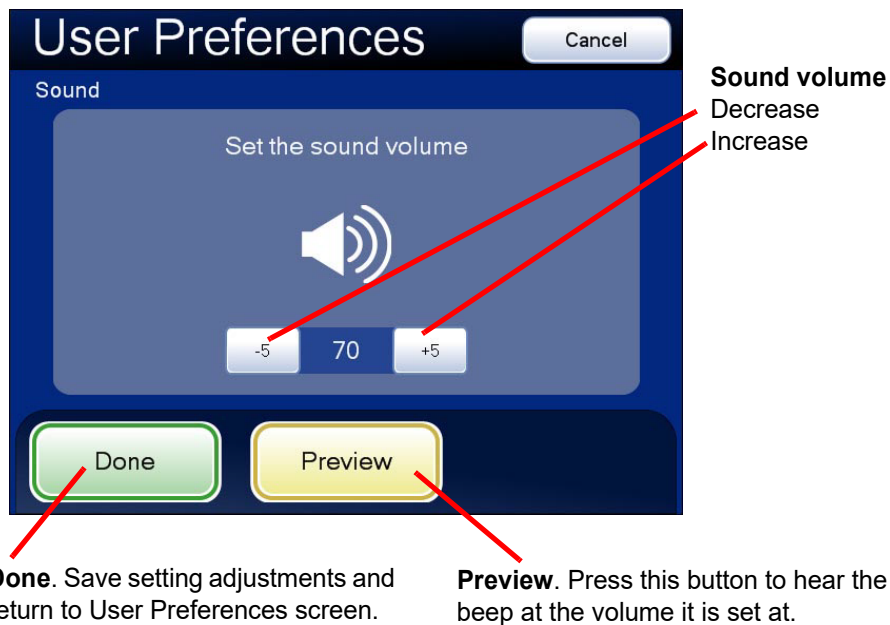 User Preferences
Cancel
Sound
Set the sound volume
-5 70 +5
Done
Preview
Sound volume
Decrease
Increase
Done. Save setting adjustments and
return to User Preferences screen.
Preview. Press this button to hear the
beep at the volume it is set at.